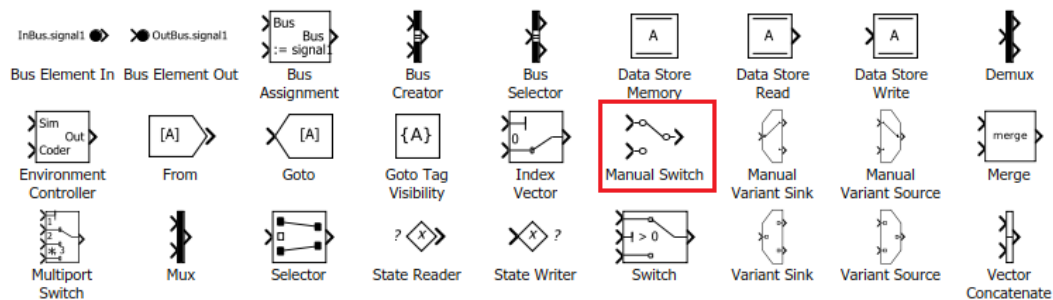 InBus.signal1
OutBus.signal1
Bus
Bus
:= signal1
A
A
A
Bus Element In
Bus Element Out
Bus
Assignment
Bus
Creator
Bus
Selector
Data Store
Memory
Data Store
Read
Data Store
Write
Demux
Sim
Out
Coder
[A]
[A]
{A}
0
merge
Environment
Controller
From
Goto
Goto Tag
Visibility
Index
Vector
Manual Switch
Manual
Variant Sink
Manual
Variant Source
Merge
1
2
*, 3
? x
x ?
> 0
Multiport
Switch
Mux
Selector
State Reader
State Writer
Switch
Variant Sink
Variant Source
Vector
Concatenate